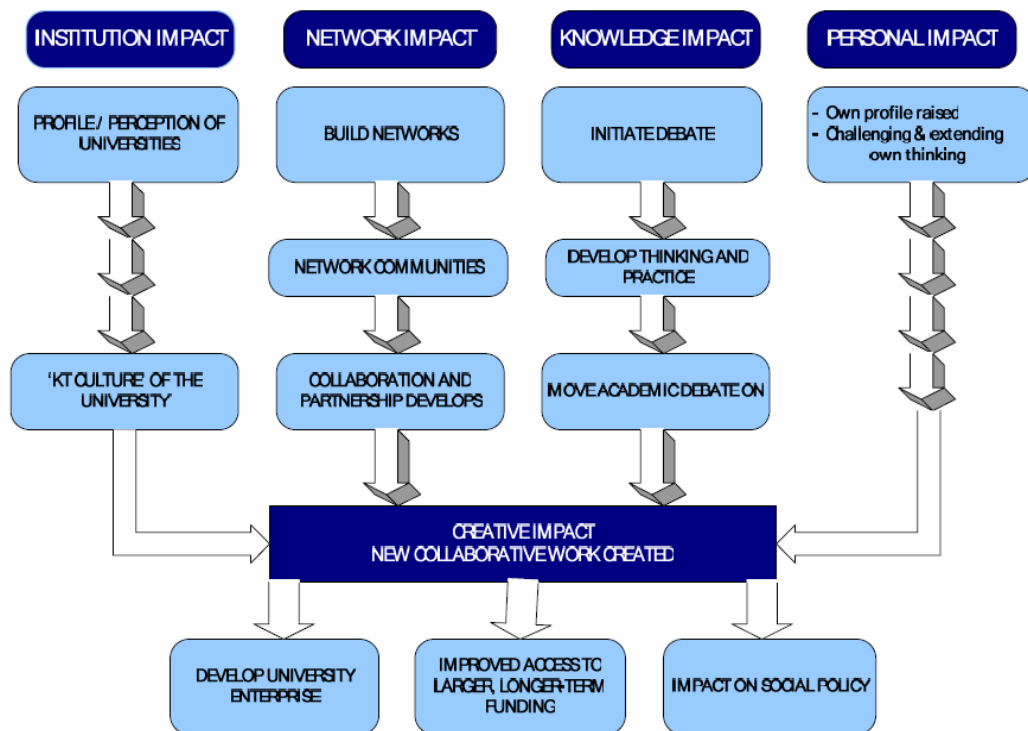 INSTITUTION IMPACT
NETWORK IMPACT
KNOWLEDGE IMPACT
PERSONAL IMPACT
PROFILE / PERCEPTION OF
UNIVERSITIES
BUILD NETWORKS
INITIATE DEBATE
- Own profile raised
- Challenging & extending
own thinking
NETWORK COMMUNITIES
DEVELOP THINKING AND
PRACTICE
'KT CULTURE' OF THE
UNIVERSITY'
COLLABORATION AND
PARTNERSHIP DEVELOPS
MOVE ACADEMIC DEBATE ON
CREATIVE IMPACT
NEW COLLABORATIVE WORK CREATED
DEVELOP UNIVERSITY
ENTERPRISE
IMPROVED ACCESS TO
LARGER, LONGER-TERM
FUNDING
IMPACT ON SOCIAL POLICY